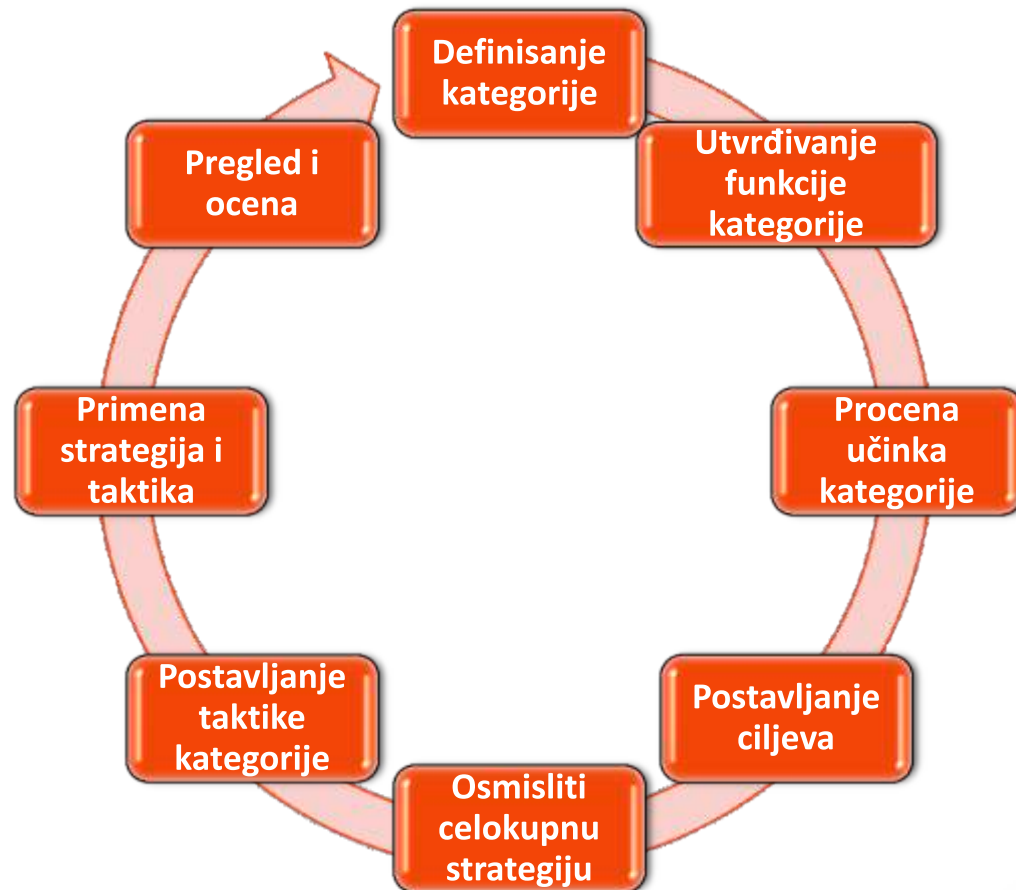 Definisanje
kategorije
Utvrđivanje
funkcije
kategorije
Procena
učinka
kategorije
Postavljanje
ciljeva
Osmisliti
celokupnu
strategiju
Postavljanje
taktike
kategorije
Primena
strategija i
taktika
Pregled i
ocena